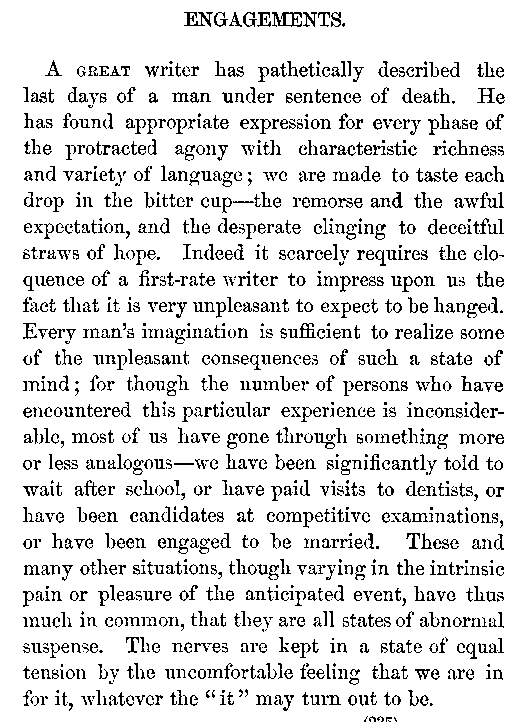 ENGAGEMENTS.
A GREAT writer has pathetically described the
last days of a man under sentence of death. He
has found appropriate expression for every phase of
the protracted agony with characteristic richness
and variety of language; we are made to taste each
drop in the bitter cup—the remorse and the awful
expectation, and the desperate clinging to deceitful
straws of hope. Indeed it scarcely requires the elo-
quence of a first-rate writer to impress upon us the
fact that it is very unpleasant to expect to be hanged.
Every man's imagination is sufficient to realize some
of the unpleasant consequences of such a state of
mind; for though the number of persons who have
encountered this particular experience is inconsider-
able, most of us have gone through something more
or less analogous—we have been significantly told to
wait after school, or have paid visits to dentists, or
have been candidates at competitive examinations,
or have been engaged to be married. These and
many other situations, though varying in the intrinsic
pain or pleasure of the anticipated event, have thus
much in common, that they are all states of abnormal
suspense. The nerves are kept in a state of equal
tension by the uncomfortable feeling that we are in
for it, whatever the "it" may turn out to be.